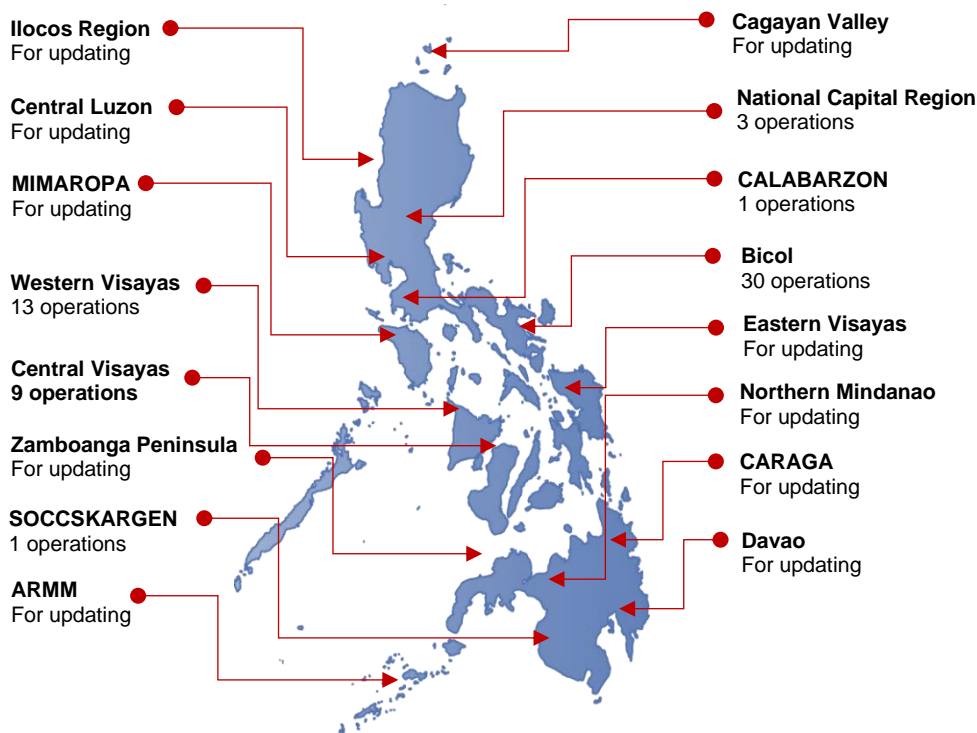 Ilocos Region
For updating
Central Luzon
For updating
MIMAROPA
For updating
Western Visayas
13 operations
Central Visayas
9 operations
Zamboanga Peninsula
For updating
SOCCSKARGEN
1 operations
ARMM
For updating
Cagayan Valley
For updating
National Capital Region
3 operations
CALABARZON
1 operations
Bicol
30 operations
Eastern Visayas
For updating
Northern Mindanao
For updating
CARAGA
For updating
Davao
For updating